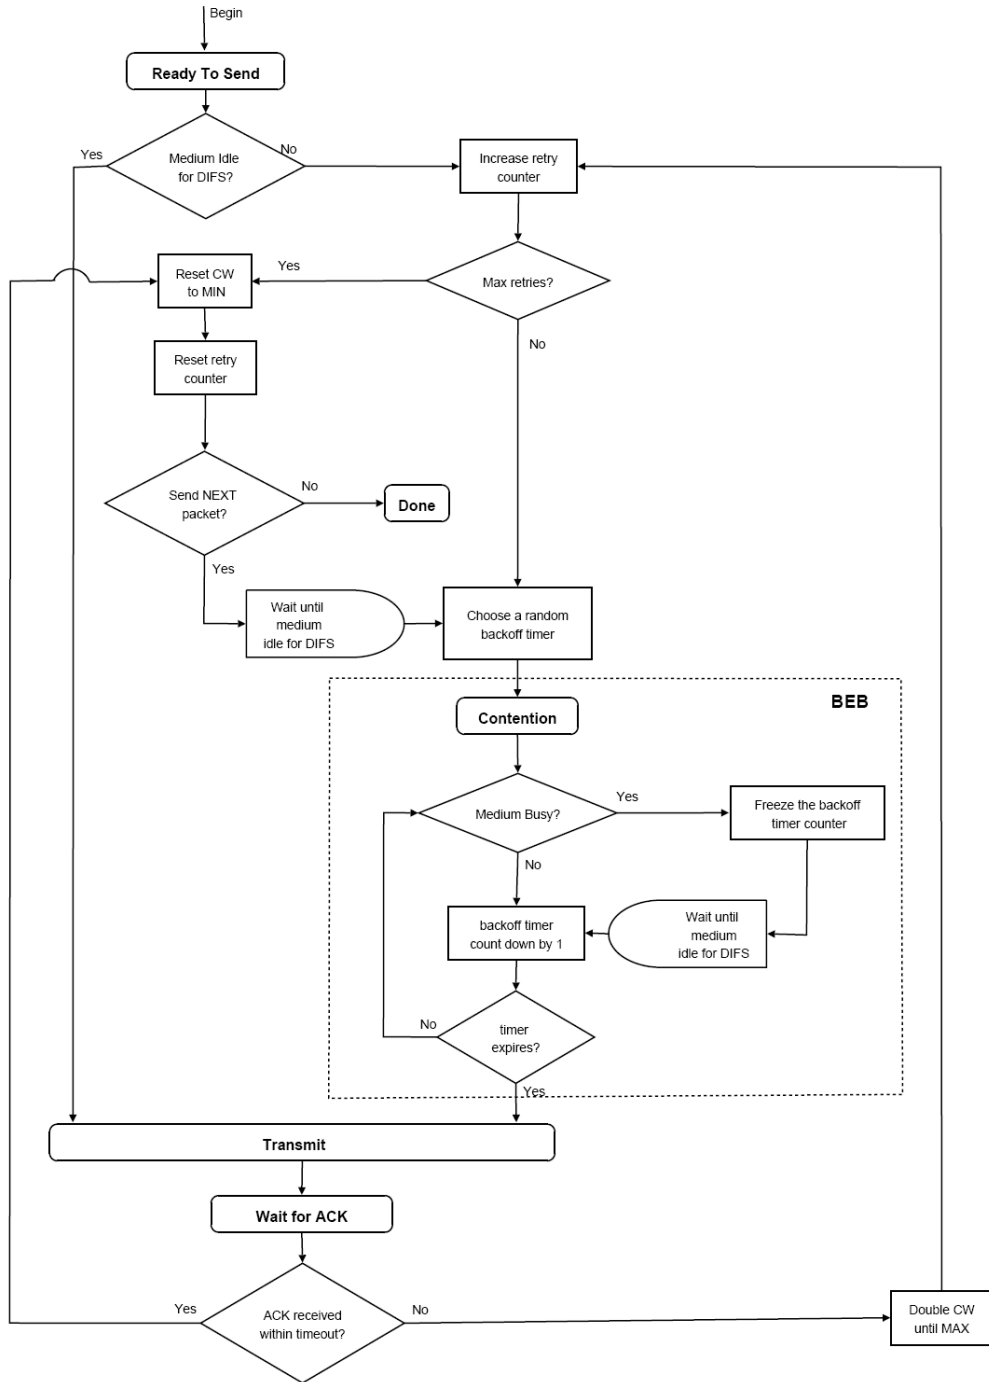 Begin
Ready To Send
Yes
Medium Idle
for DIFS?
No
Increase retry
counter
Reset CW
to MIN
Yes
Max retries?
No
Reset retry
counter
Send NEXT
packet?
No
Done
Yes
Wait until
medium
idle for DIFS
Choose a random
backoff timer
BEB
Contention
Medium Busy?
Yes
Freeze the backoff
timer counter
No
backoff timer
count down by 1
Wait until
medium
idle for DIFS
No
timer
expires?
Yes
Transmit
Wait for ACK
Yes
ACK received
within timeout?
No
Double CW
until MAX